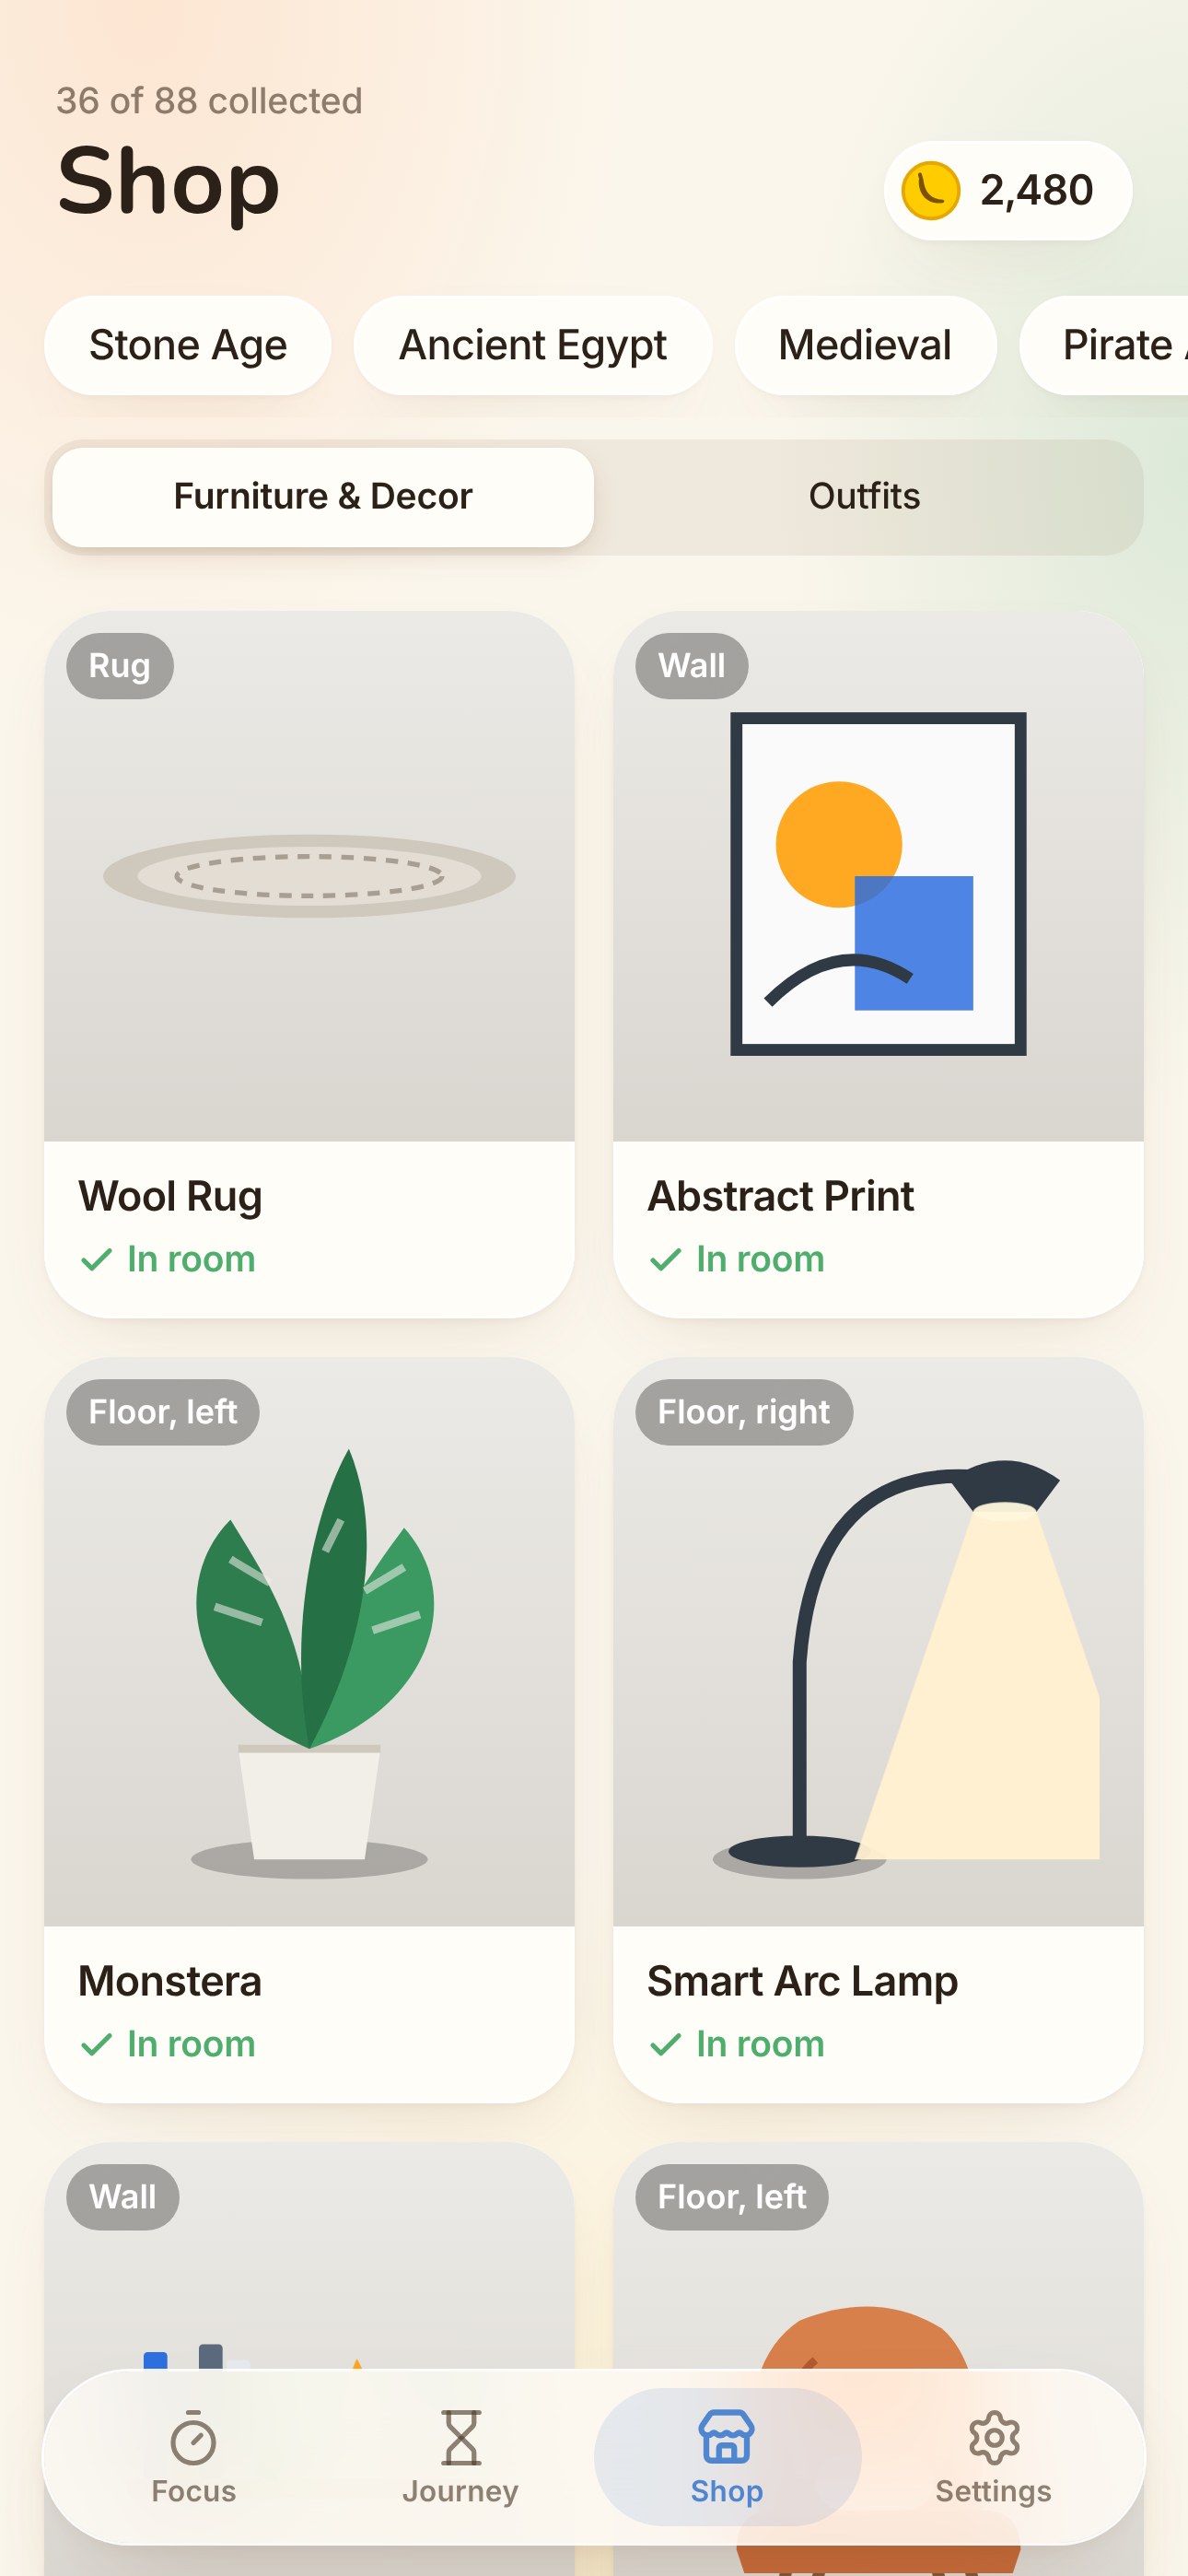 36 of 88 collected
Shop
2,480
Stone Age
Ancient Egypt
Medieval
Pirate
Furniture & Decor
Outfits
Rug
Wall
Wool Rug
In room
Abstract Print
In room
Floor, left
Floor, right
Monstera
In room
Smart Arc Lamp
In room
Wall
Floor, left
Focus
Journey
Shop
Settings